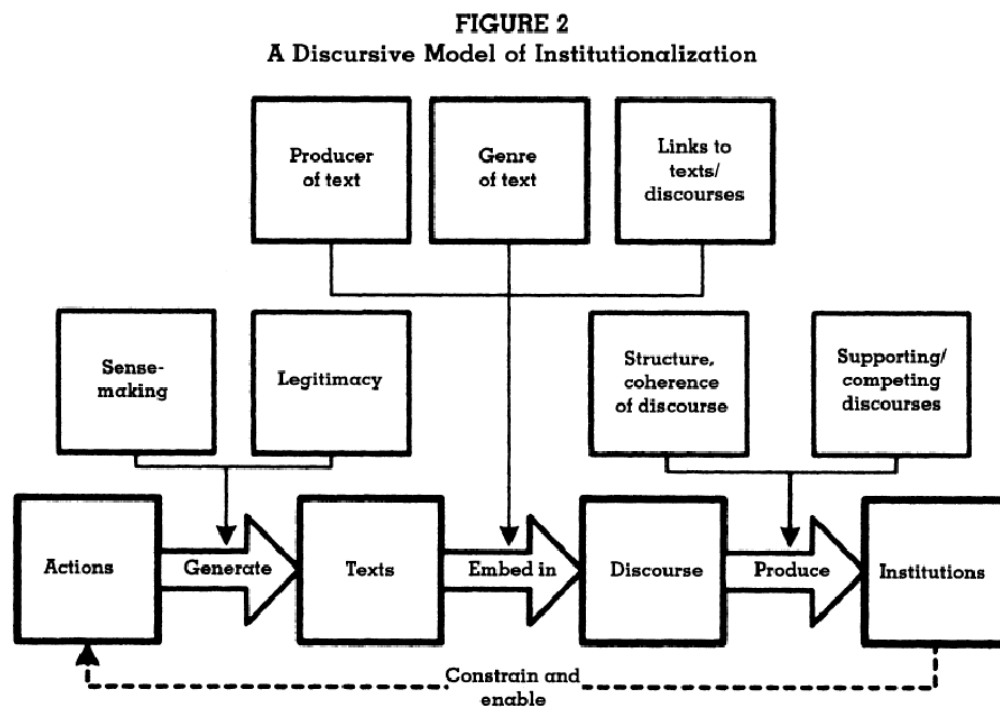 FIGURE 2
A Discursive Model of Institutionalization
Producer
of text
Genre
of text
Links to
texts/
discourses
Sense-
making
Legitimacy
Structure,
coherence
of discourse
Supporting/
competing
discourses
Actions
Generate
Texts
Embed in
Discourse
Produce
Institutions
Constrain and
enable